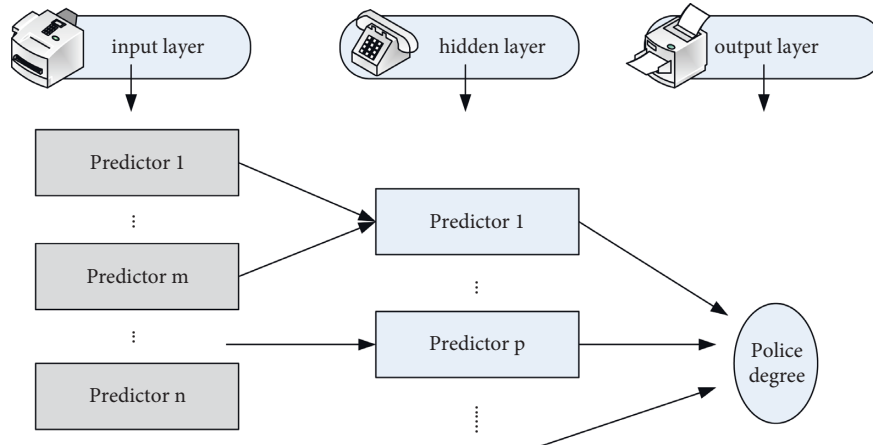 input layer
hidden layer
output layer
Predictor 1
⋮
Predictor m
⋮
Predictor n
Predictor 1
⋮
Predictor p
⋮
Police
degree